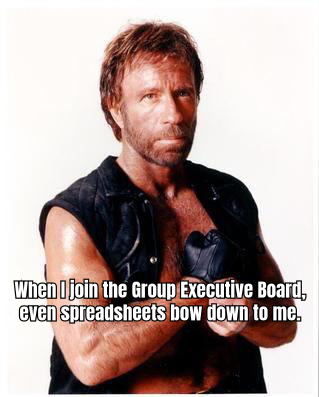 When I join the Group Executive Board,
even spreadsheets bow down to me.